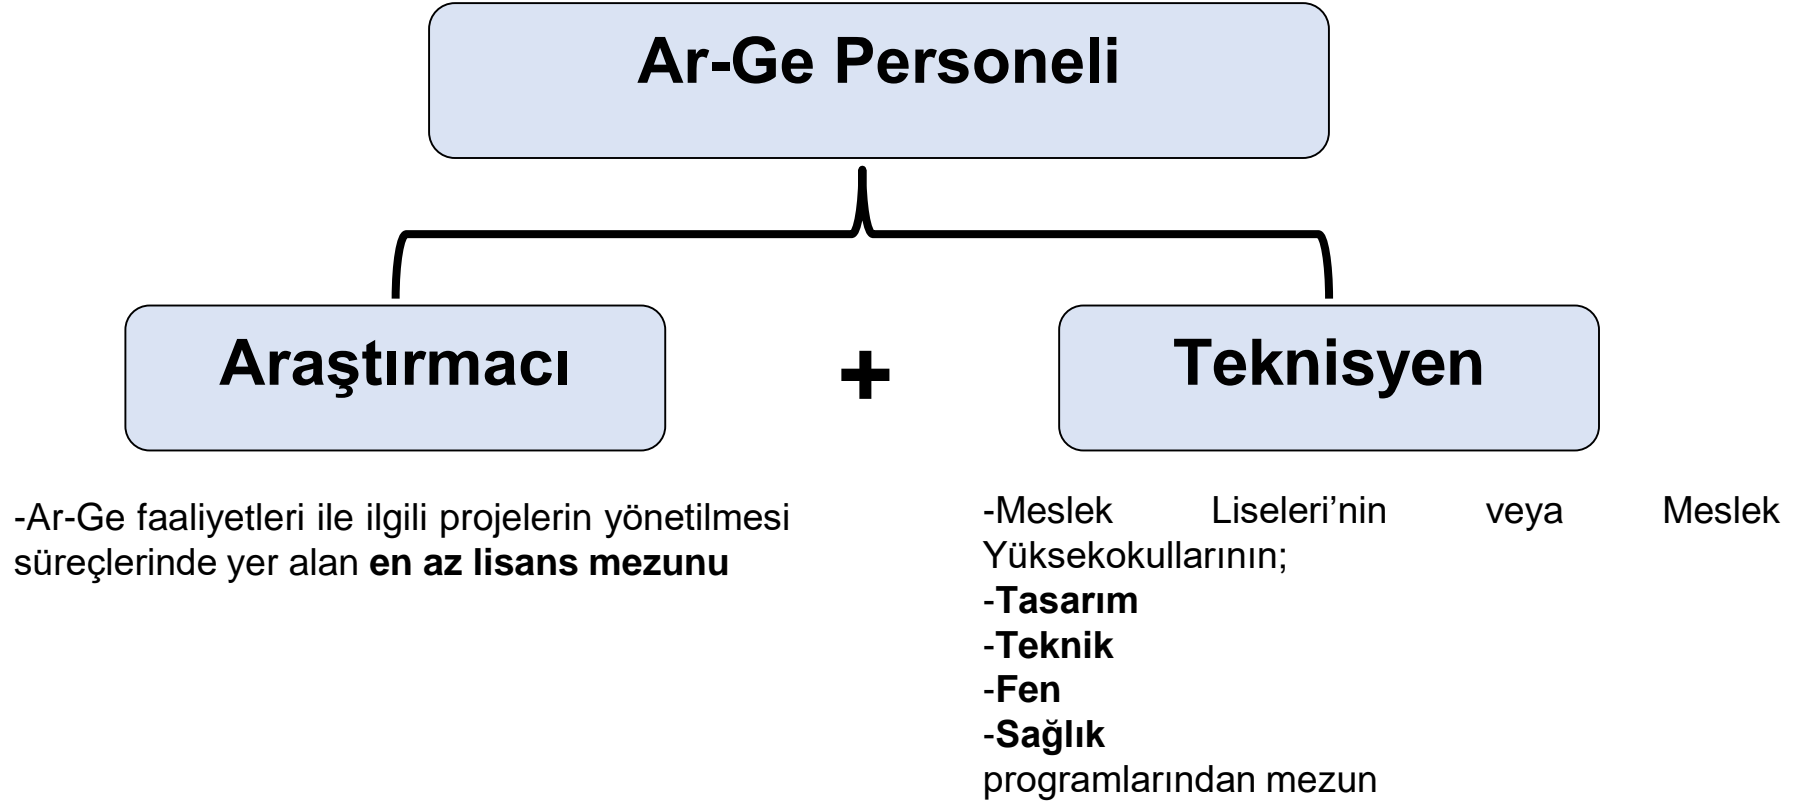 Ar-Ge Personeli
Araştırmacı
+
Teknisyen
-Ar-Ge faaliyetleri ile ilgili projelerin yönetilmesi
süreçlerinde yer alan en az lisans mezunu
-Meslek Liseleri’nin veya Meslek
Yüksekokullarının;
-Tasarım
-Teknik
-Fen
-Sağlık
programlarından mezun